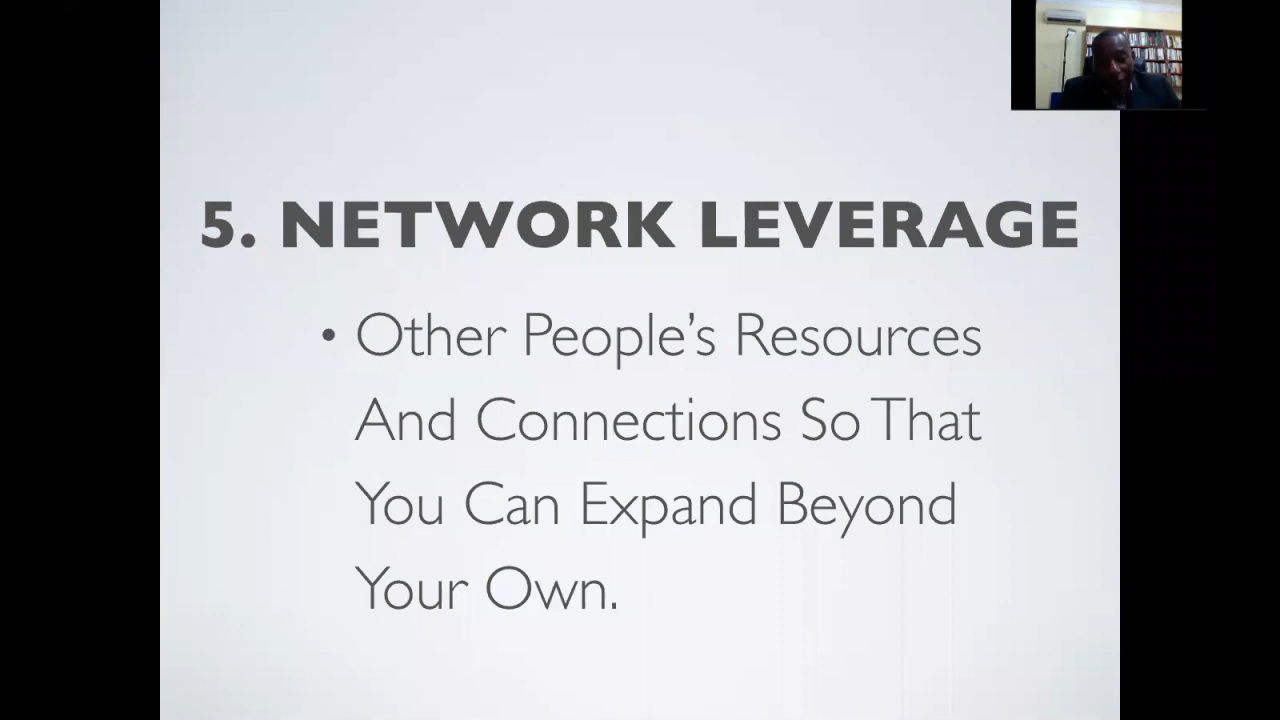 5. NETWORK LEVERAGE
• Other People’s Resources
And Connections So That
You Can Expand Beyond
Your Own.